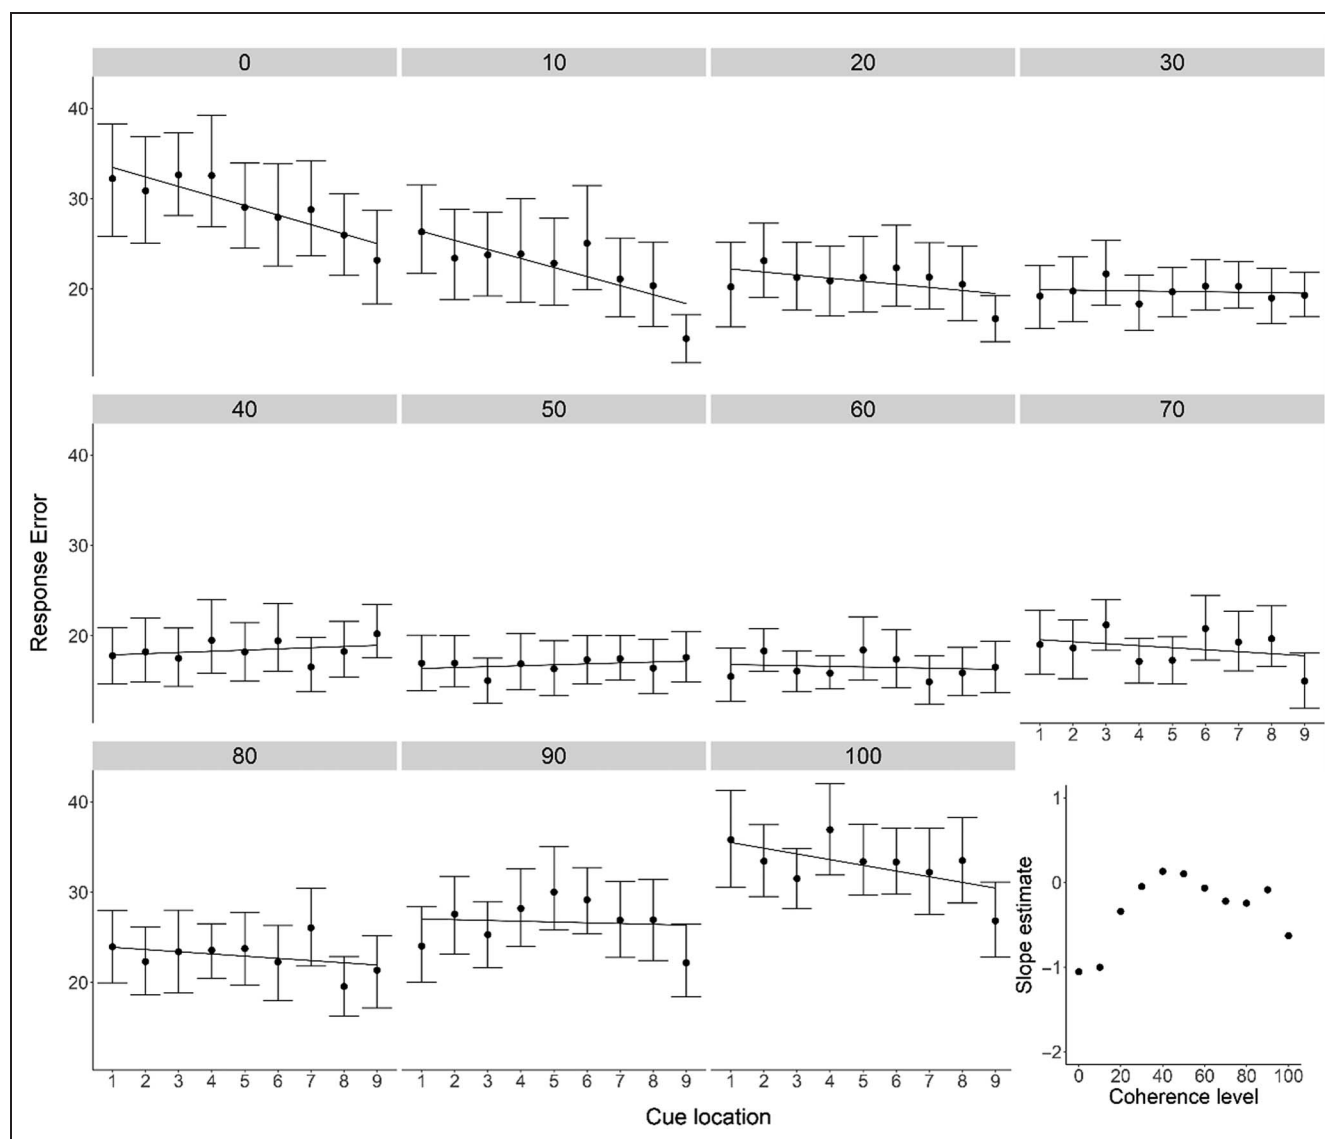 0 10 20 30
40
30
20
40 50 60 70
40
30
20
1 2 3 4 5 6 7 8 9
Response Error
80 90 100
40
30
20
1 2 3 4 5 6 7 8 9 1 2 3 4 5 6 7 8 9 1 2 3 4 5 6 7 8 9
Cue location
1
0
−1
−2
Slope estimate
0 20 40 60 80 100
Coherence level